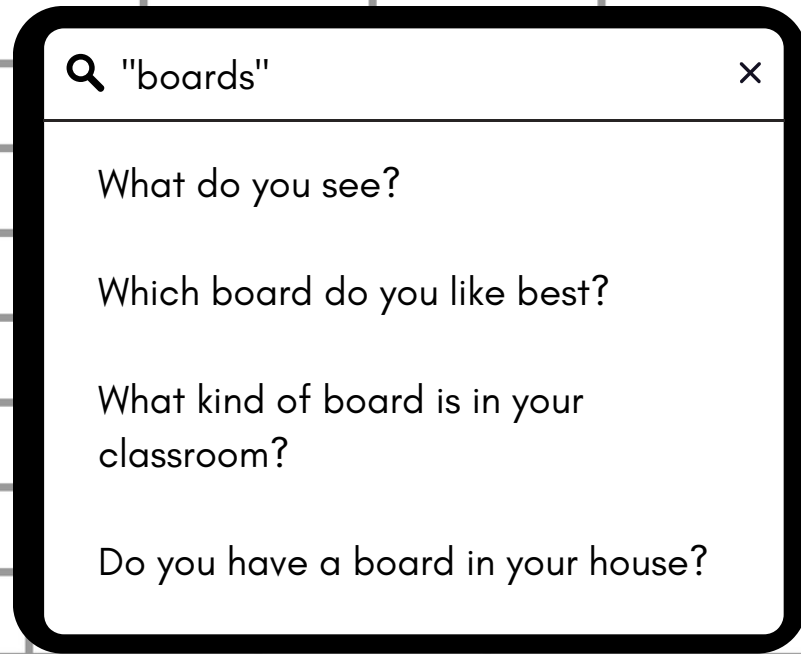 "boards"
What do you see?
Which board do you like best?
What kind of board is in your
classroom?
Do you have a board in your house?